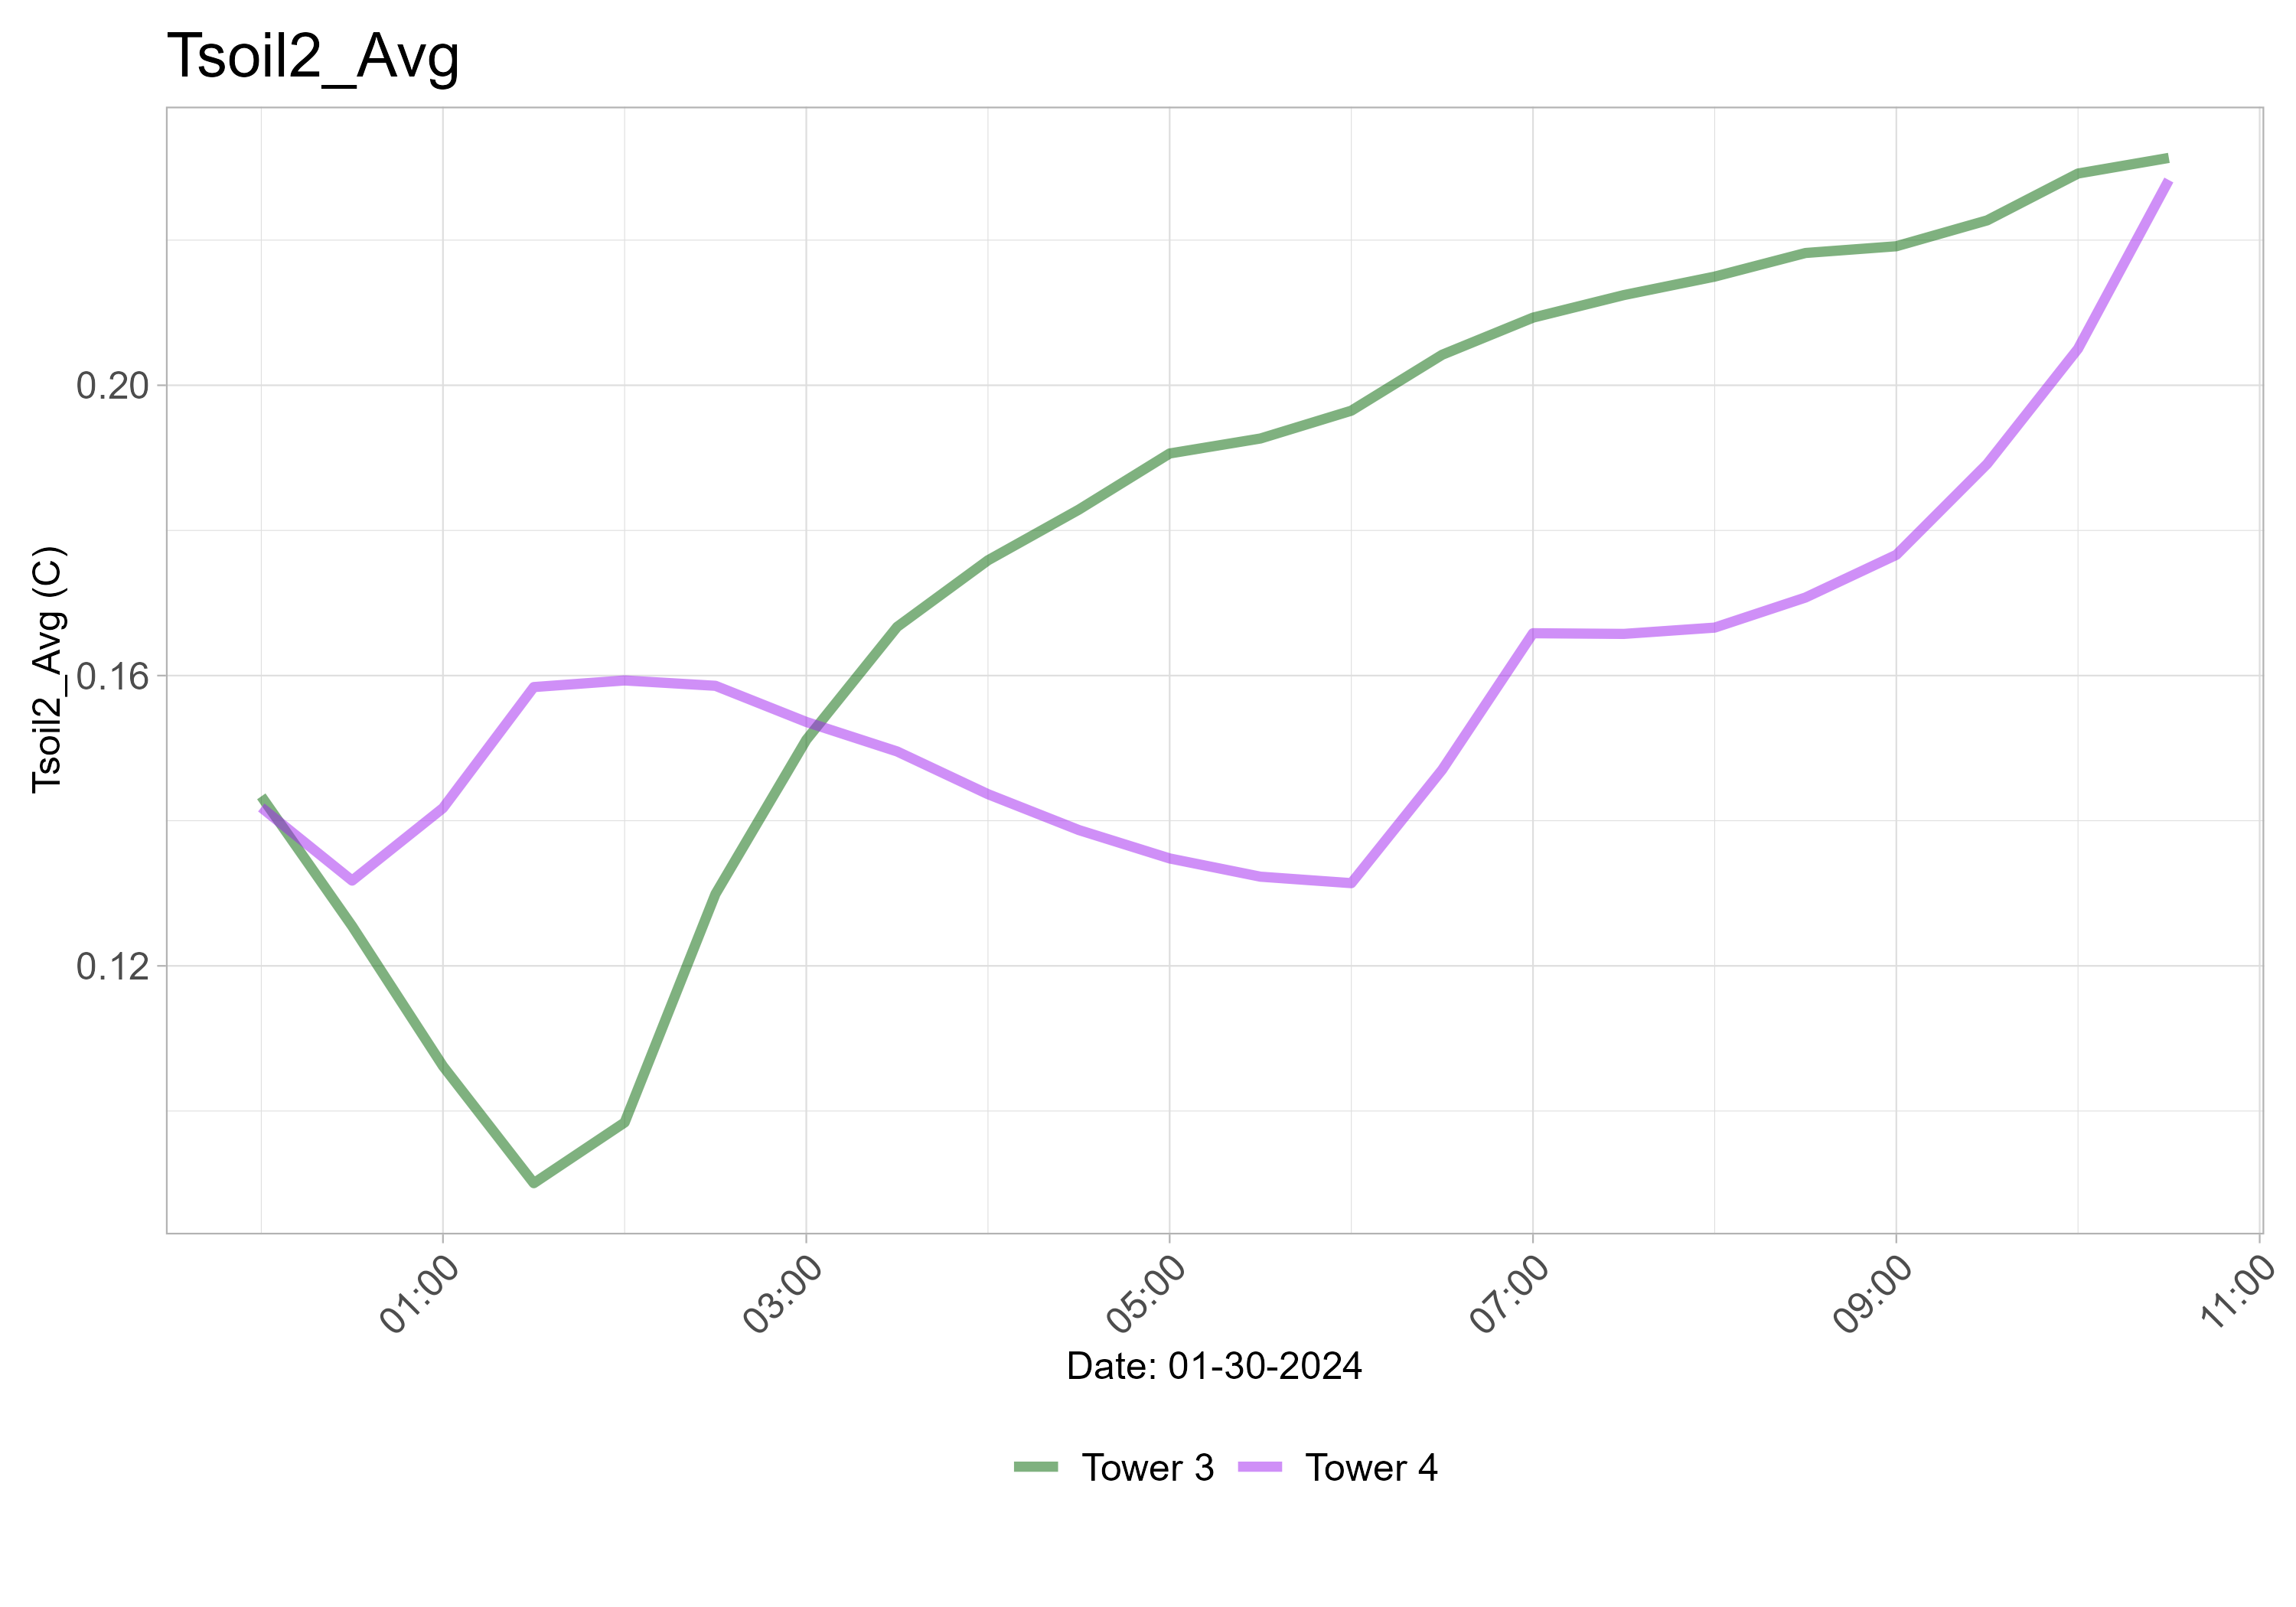 Tsoil2_Avg
Tsoil2_Avg (C)
0.20
0.16
0.12
01:00 03:00 05:00 07:00 09:00 11:00
Date: 01-30-2024
Tower 3 Tower 4